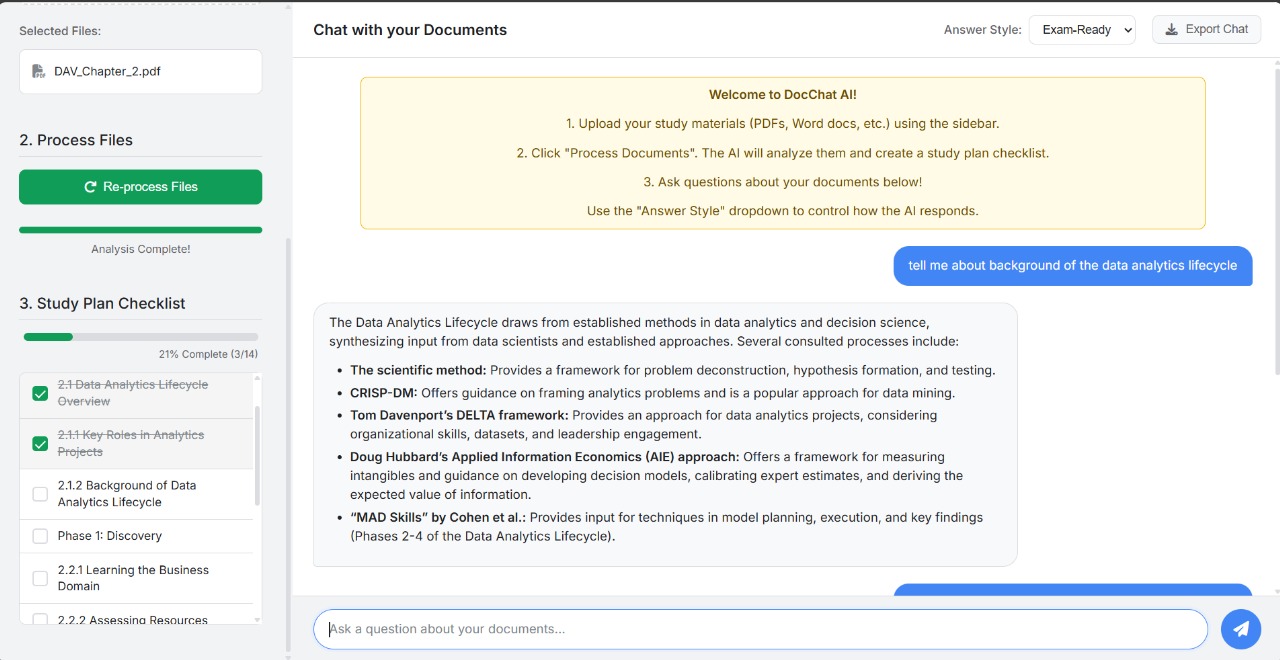 Selected Files:
DAV_Chapter_2.pdf
2. Process Files
Re-process Files
Analysis Complete!
3. Study Plan Checklist
21% Complete (3/14)
2.1 Data Analytics Lifecycle
Overview
2.1.1 Key Roles in Analytics
Projects
2.1.2 Background of Data
Analytics Lifecycle
Phase 1: Discovery
2.2.1 Learning the Business
Domain
2.2.2 Assessing Resources
Chat with your Documents
Answer Style:
Exam-Ready
Export Chat
Welcome to DocChat AI!
1. Upload your study materials (PDFs, Word docs, etc.) using the sidebar.
2. Click "Process Documents". The AI will analyze them and create a study plan checklist.
3. Ask questions about your documents below!
Use the "Answer Style" dropdown to control how the AI responds.
tell me about background of the data analytics lifecycle
The Data Analytics Lifecycle draws from established methods in data analytics and decision science,
synthesizing input from data scientists and established approaches. Several consulted processes include:
• The scientific method: Provides a framework for problem deconstruction, hypothesis formation, and testing.
• CRISP-DM: Offers guidance on framing analytics problems and is a popular approach for data mining.
• Tom Davenport’s DELTA framework: Provides an approach for data analytics projects, considering
organizational skills, datasets, and leadership engagement.
• Doug Hubbard’s Applied Information Economics (AIE) approach: Offers a framework for measuring
intangibles and guidance on developing decision models, calibrating expert estimates, and deriving the
expected value of information.
• “MAD Skills” by Cohen et al.: Provides input for techniques in model planning, execution, and key findings
(Phases 2-4 of the Data Analytics Lifecycle).
Ask a question about your documents...